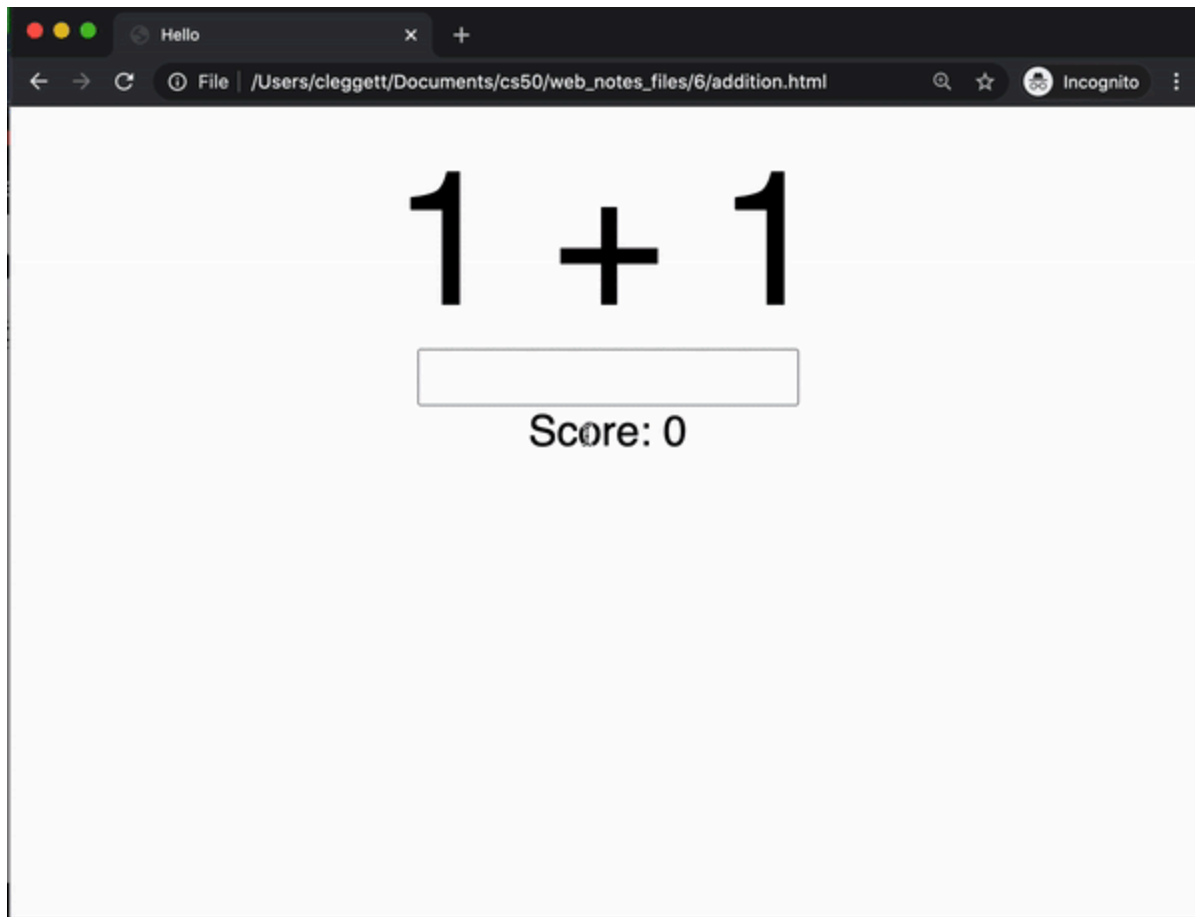 Hello
File /Users/cleggett/Documents/cs50/web_notes_files/6/addition.html Incognito
1 + 1
Score: 0